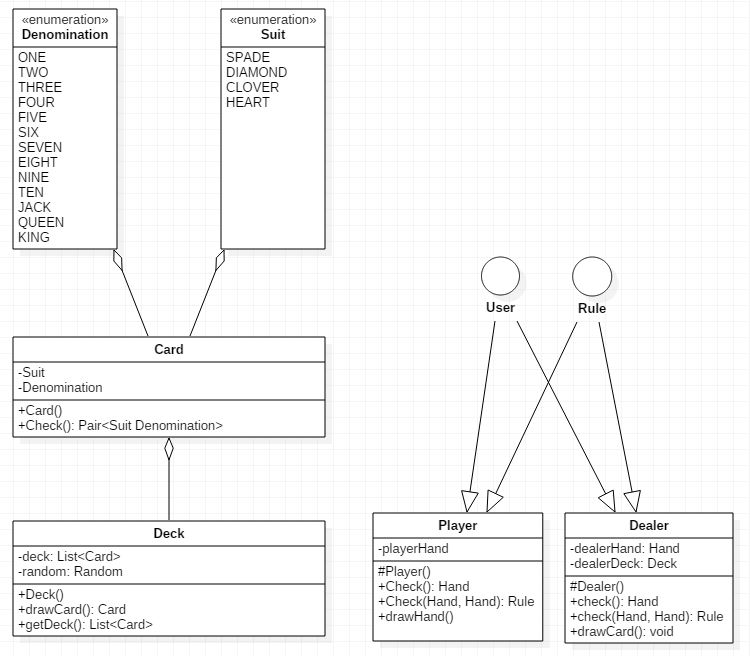 «enumeration»
Denomination
ONE
TWO
THREE
FOUR
FIVE
SIX
SEVEN
EIGHT
NINE
TEN
JACK
QUEEN
KING
«enumeration»
Suit
SPADE
DIAMOND
CLOVER
HEART
Card
-Suit
-Denomination
+Card()
+Check(): Pair<Suit Denomination>
Deck
-deck: List<Card>
-random: Random
+Deck()
+drawCard(): Card
+getDeck(): List<Card>
User
Rule
Player
-playerHand
#Player()
+Check(): Hand
+Check(Hand, Hand): Rule
+drawHand()
Dealer
-dealerHand: Hand
-dealerDeck: Deck
#Dealer()
+check(): Hand
+check(Hand, Hand): Rule
+drawCard(): void